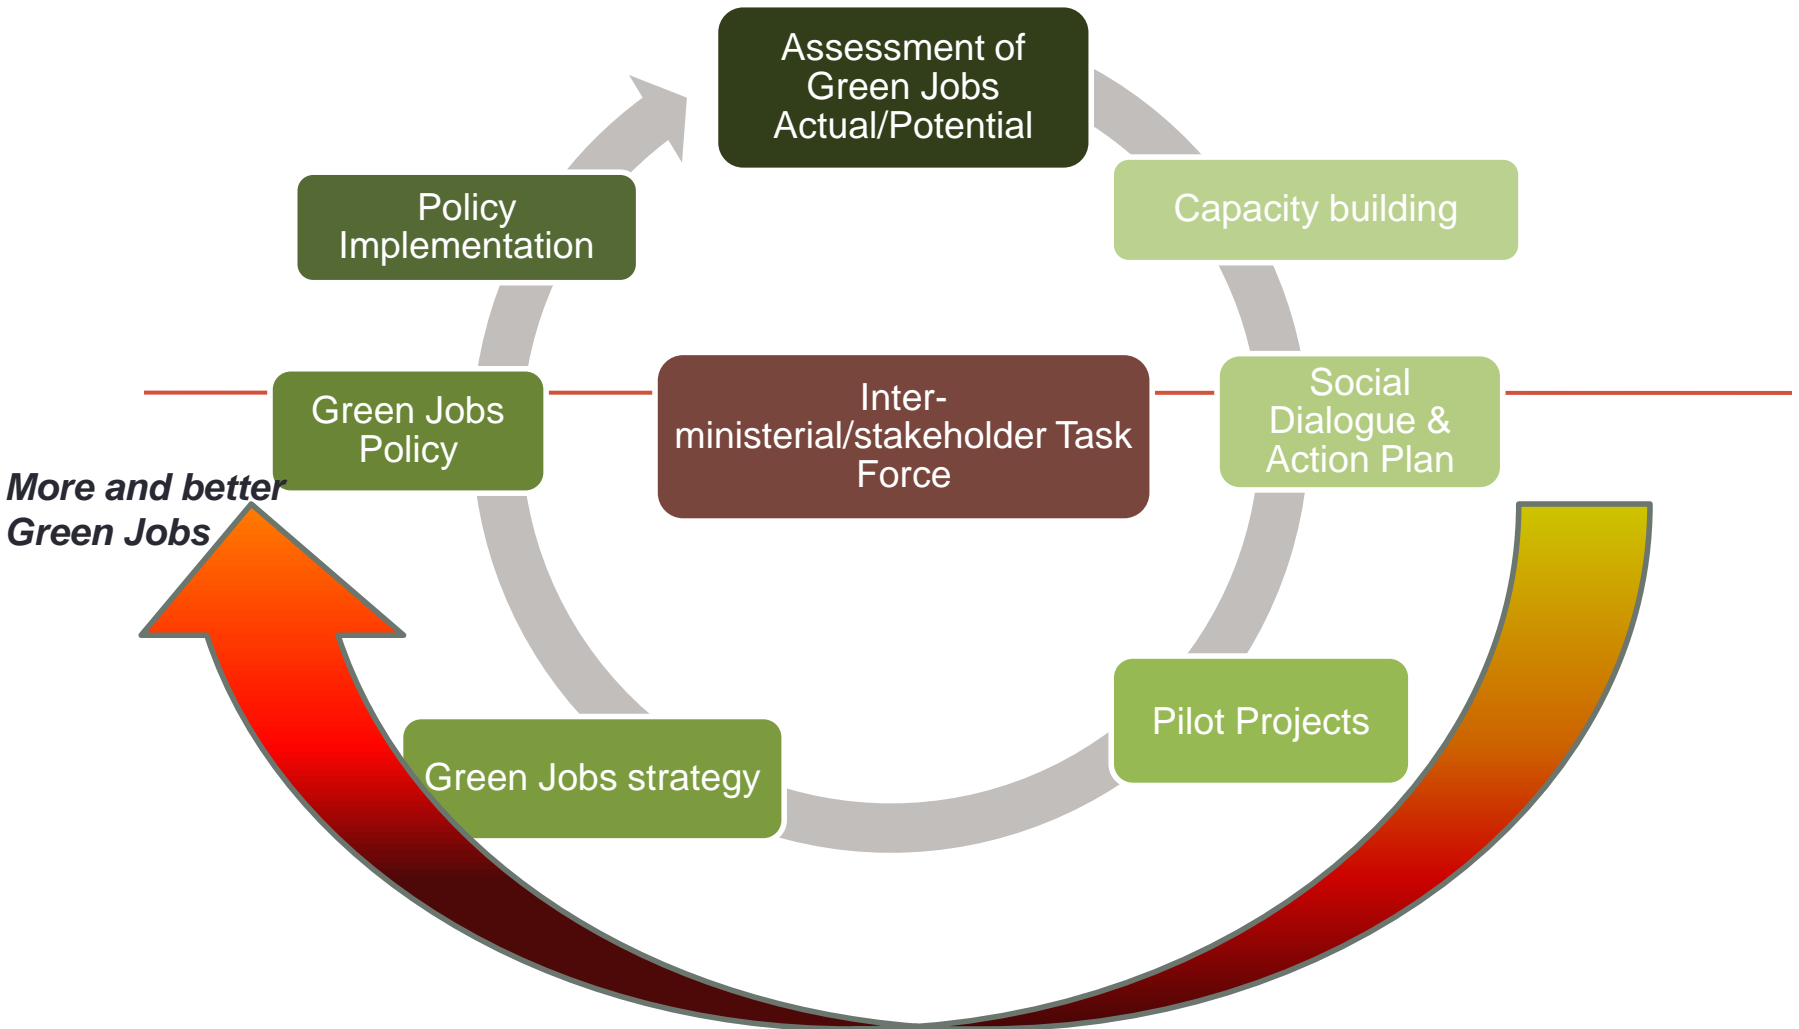 Assessment of
Green Jobs
Actual/Potential
Capacity building
Policy
Implementation
Social
Dialogue &
Action Plan
Inter-
ministerial/stakeholder Task
Force
Green Jobs
Policy
More and better
Green Jobs
Pilot Projects
Green Jobs strategy